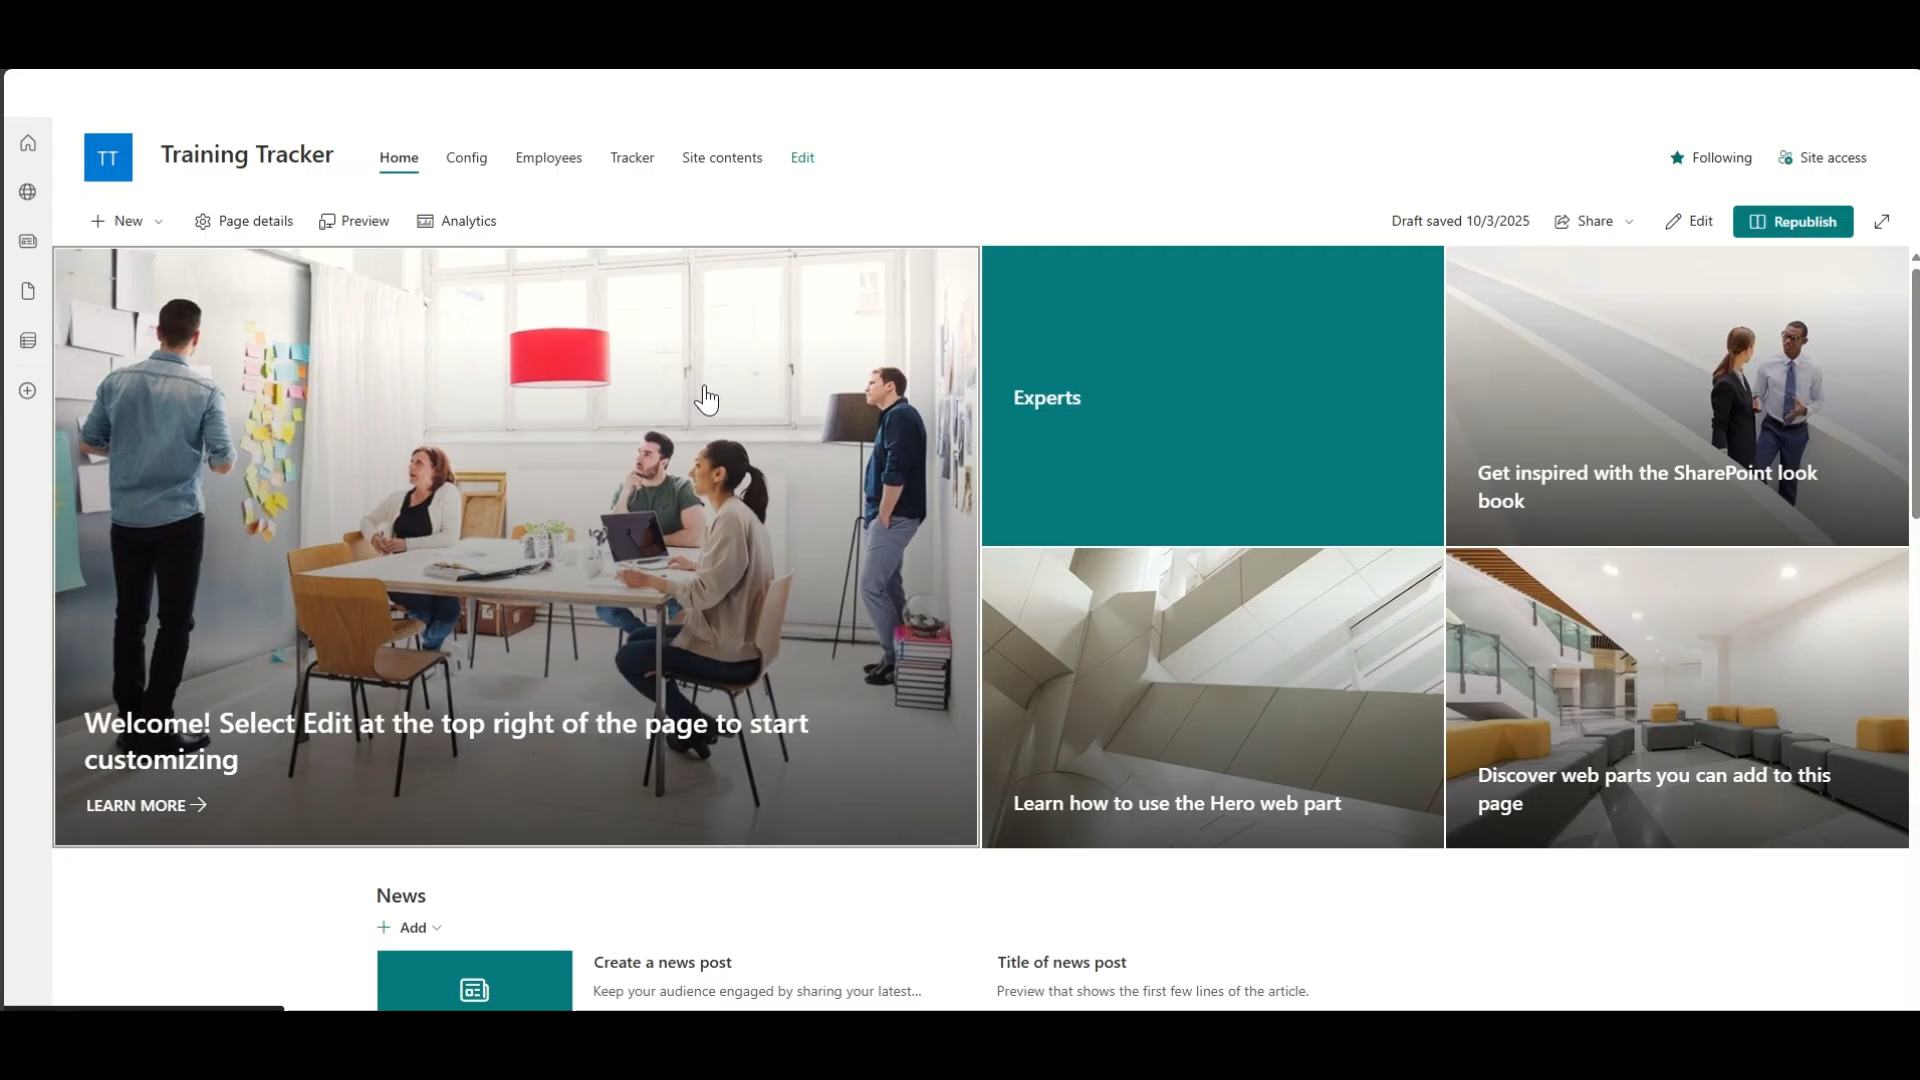 TT
Training Tracker
Home
Config
Employees
Tracker
Site contents
Edit
Following
Site access
New
Page details
Preview
Analytics
Draft saved 10/3/2025
Share
Edit
Republish
Welcome! Select Edit at the top right of the page to start
customizing
LEARN MORE
Experts
Get inspired with the SharePoint look
book
Learn how to use the Hero web part
Discover web parts you can add to this
page
News
Add
Create a news post
Keep your audience engaged by sharing your latest...
Title of news post
Preview that shows the first few lines of the article.